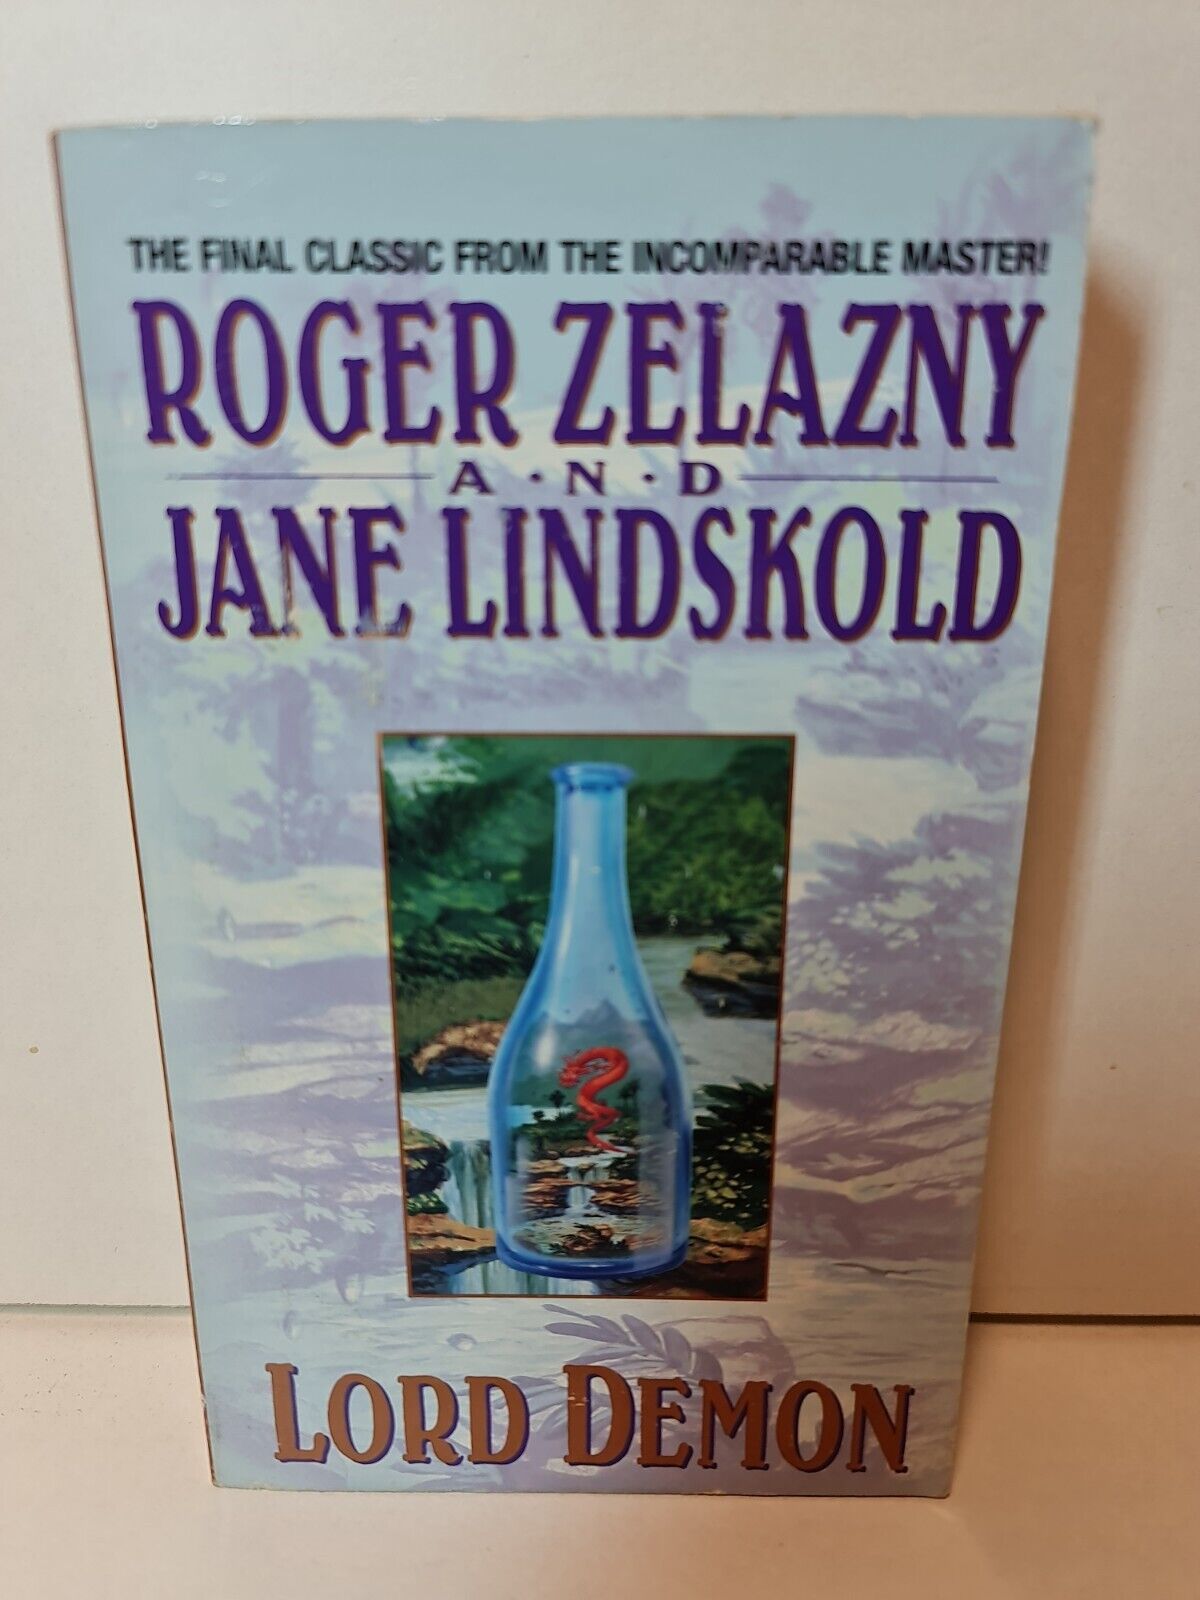 THE FINAL CLASSIC FROM THE INCOMPARABLE MASTER!
ROGER ZELAZNY
A·N·D
JANE LINDSKOLD
LORD DEMON